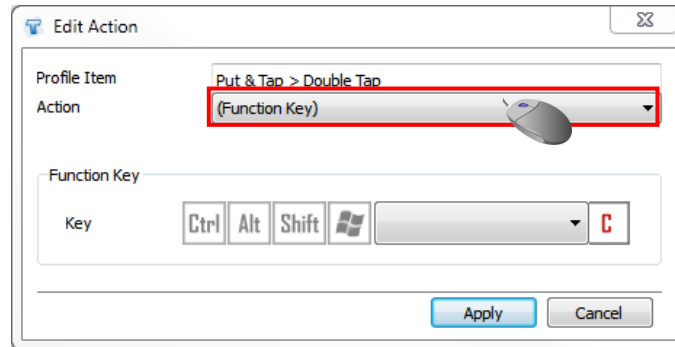 Edit Action
Profile Item Put & Tap > Double Tap
Action (Function Key)
Function Key
Key Ctrl Alt Shift C
Apply Cancel